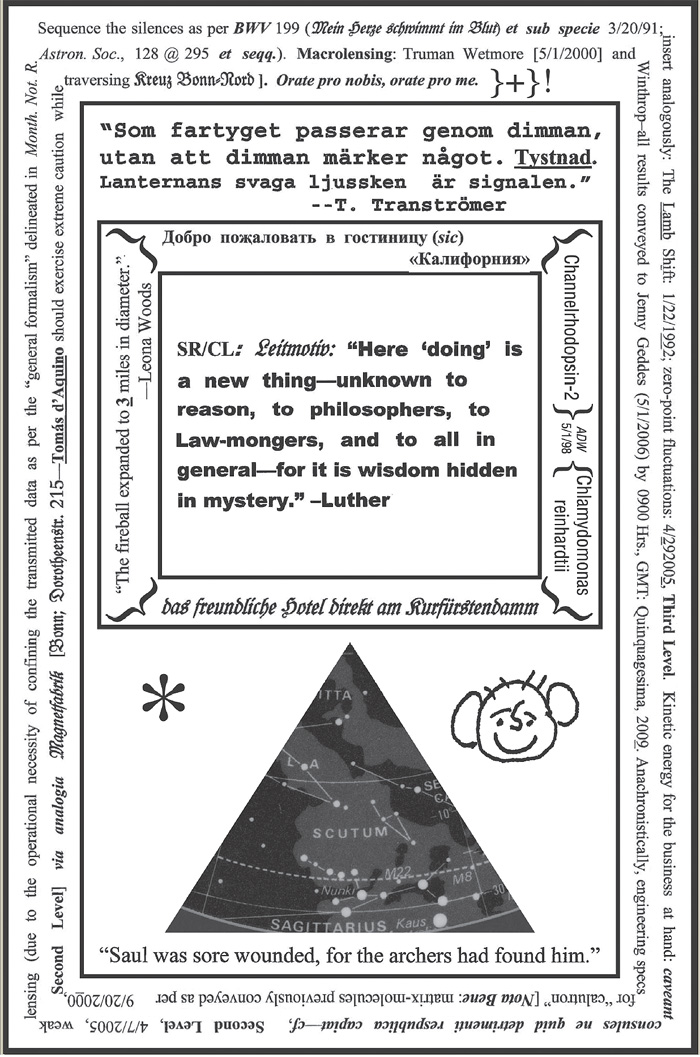 Sequence the silences as per BWV 199 (Mein Herze schwimmt im Blut) et sub specie 3/20/91;
insert analogously: The Lamb Shift: 1/22/1992; zero-point fluctuations: 4/292005, Third Level. Kinetic energy for the business at hand: caveant
consules ne quid detrimenti respublica capiat—cf, Second Level, 4/7/2005, weak
lensing (due to the operational necessity of confining the transmitted data as per the “general formalism” delineated in Month. Not. R.
Astron. Soc., 128 @ 295 et seqq.). Macrolensing: Truman Wetmore [5/1/2000] and
Winthrop–all results conveyed to Jenny Geddes (5/1/2006) by 0900 Hrs., GMT: Quinquagesima, 2009. Anachronistically, engineering specs
for “calutron” [Nota Bene: matrix-molecules previously conveyed as per 9/20/2000,
Second Level] via analogia Magnetfabrik [Bonn; Dorotheenstr. 215—Tomás d’Aquino should exercise extreme caution while
traversing Kreuz Bonn-Nord ]. Orate pro nobis, orate pro me. }+}!
“Som fartyget passerar genom dimman,
utan att dimman märker något. Tystnad.
Lanternans svaga ljussken är signalen.”
--T. Tranströmer
Добро пожаловать в гостиницу (sic)
«Калифорния»
“The fireball expanded to 3 miles in diameter.”
—Leona Woods
Channelrhodopsin-2
ADW
5/1/98
Chlamydomonas
reinhardtii
SR/CL: Leitmotiv: “Here ‘doing’ is
a new thing—unknown to
reason, to philosophers, to
Law-mongers, and to all in
general—for it is wisdom hidden
in mystery.” –Luther
das freundliche Hotel direkt am Kurfürstendamm
*
ITTA
L A
SE
CA
-10°
SCUTUM
M22
M8
Nunki
30
SAGITTARIUS Kaus
“Saul was sore wounded, for the archers had found him.”